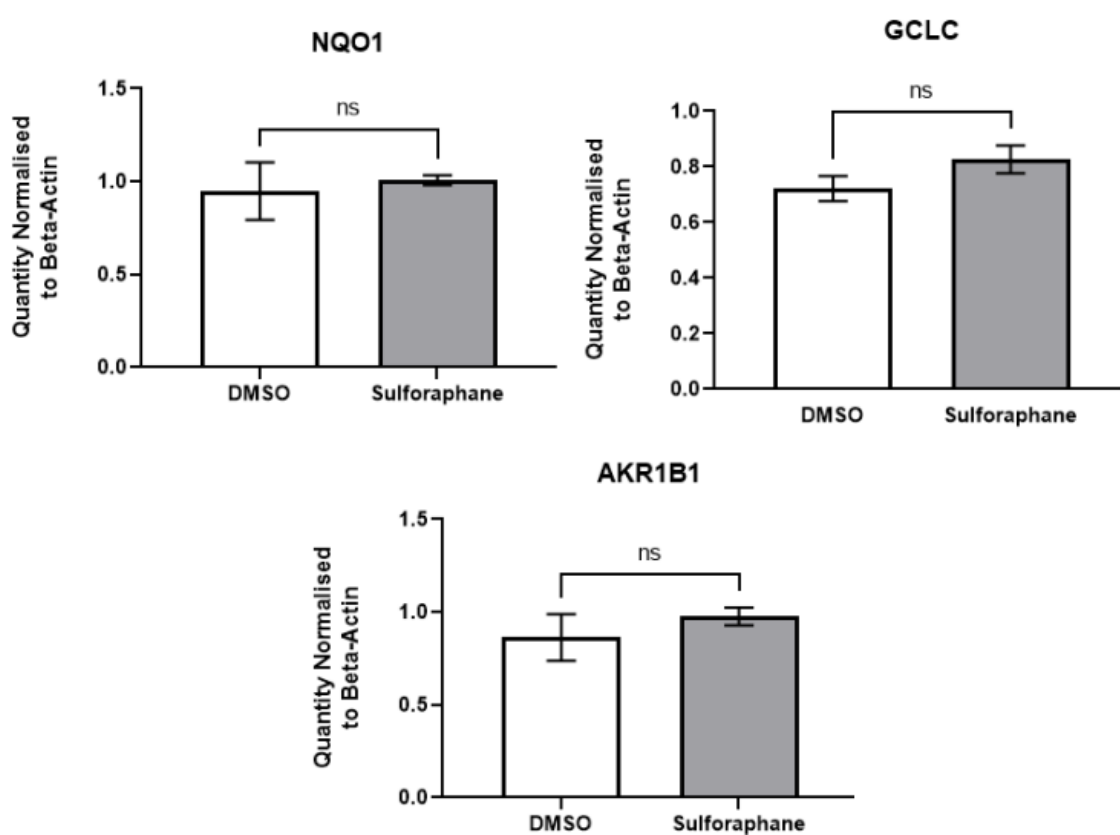 NQO1
1.5
1.0
0.5
0.0
Quantity Normalised
to Beta-Actin
ns
DMSO
Sulforaphane
GCLC
1.0
0.8
0.6
0.4
0.2
0.0
Quantity Normalised
to Beta-Actin
ns
DMSO
Sulforaphane
AKR1B1
1.5
1.0
0.5
0.0
Quantity Normalised
to Beta-Actin
ns
DMSO
Sulforaphane